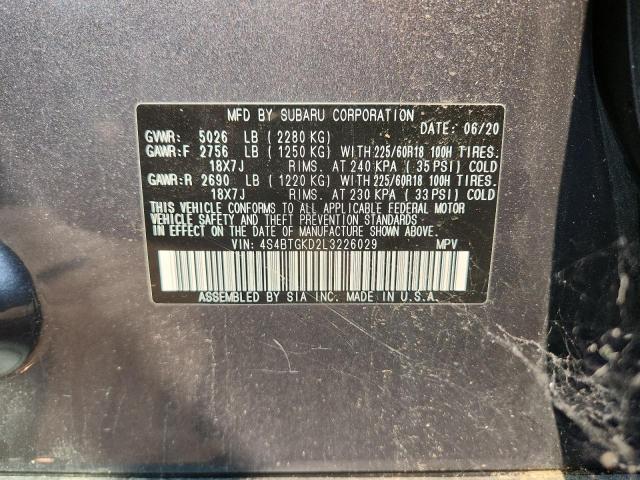 MFD BY SUBARU CORPORATION
GVWR: 5026 LB (2280 KG) DATE: 06/20
GAWR:F 2756 LB (1250 KG) WITH 225/60R18 100H TIRES.
18X7J RIMS. AT 240 KPA (35 PSI) COLD
GAWR:R 2690 LB (1220 KG) WITH 225/60R18 100H TIRES.
18X7J RIMS. AT 230 KPA (33 PSI) COLD
THIS VEHICLE CONFORMS TO ALL APPLICABLE FEDERAL MOTOR
VEHICLE SAFETY AND THEFT PREVENTION STANDARDS
IN EFFECT ON THE DATE OF MANUFACTURE SHOWN ABOVE.
VIN: 4S4BTGKD2L3226029 MPV
ASSEMBLED BY SIA INC. MADE IN U.S.A.